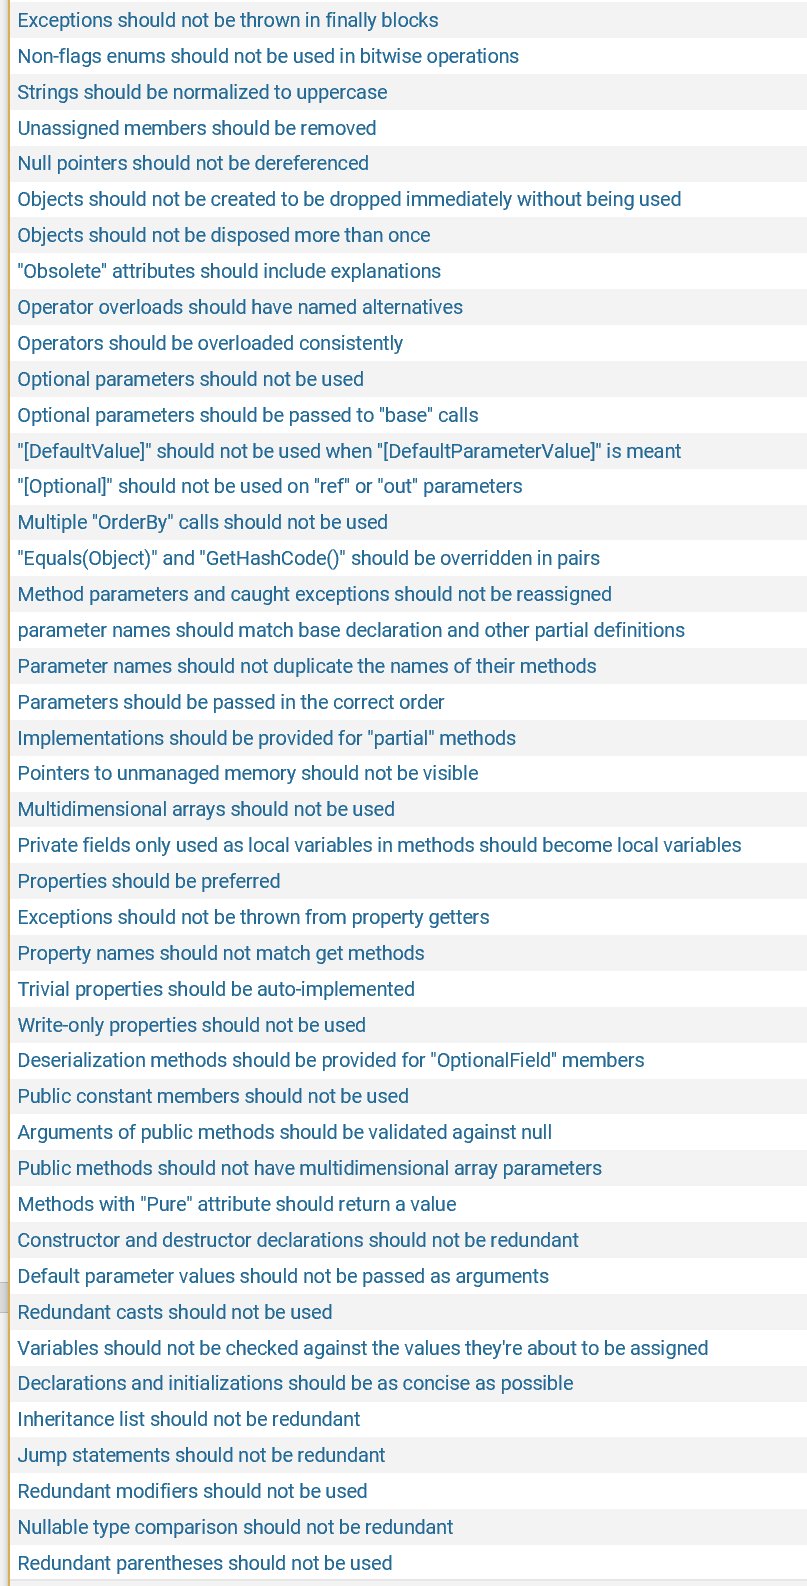 Exceptions should not be thrown in finally blocks
Non-flags enums should not be used in bitwise operations
Strings should be normalized to uppercase
Unassigned members should be removed
Null pointers should not be dereferenced
Objects should not be created to be dropped immediately without being used
Objects should not be disposed more than once
"Obsolete" attributes should include explanations
Operator overloads should have named alternatives
Operators should be overloaded consistently
Optional parameters should not be used
Optional parameters should be passed to "base" calls
"[DefaultValue]" should not be used when "[DefaultParameterValue]" is meant
"[Optional]" should not be used on "ref" or "out" parameters
Multiple "OrderBy" calls should not be used
"Equals(Object)" and "GetHashCode()" should be overridden in pairs
Method parameters and caught exceptions should not be reassigned
parameter names should match base declaration and other partial definitions
Parameter names should not duplicate the names of their methods
Parameters should be passed in the correct order
Implementations should be provided for "partial" methods
Pointers to unmanaged memory should not be visible
Multidimensional arrays should not be used
Private fields only used as local variables in methods should become local variables
Properties should be preferred
Exceptions should not be thrown from property getters
Property names should not match get methods
Trivial properties should be auto-implemented
Write-only properties should not be used
Deserialization methods should be provided for "OptionalField" members
Public constant members should not be used
Arguments of public methods should be validated against null
Public methods should not have multidimensional array parameters
Methods with "Pure" attribute should return a value
Constructor and destructor declarations should not be redundant
Default parameter values should not be passed as arguments
Redundant casts should not be used
Variables should not be checked against the values they're about to be assigned
Declarations and initializations should be as concise as possible
Inheritance list should not be redundant
Jump statements should not be redundant
Redundant modifiers should not be used
Nullable type comparison should not be redundant
Redundant parentheses should not be used